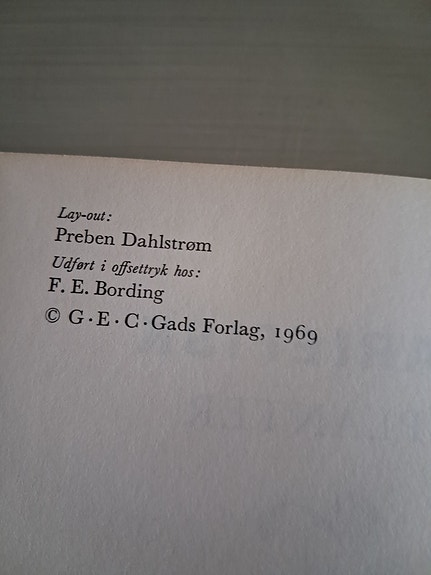 Lay-out:
Preben Dahlstrøm
Udført i offsettryk hos:
F. E. Bording
© G·E·C·Gads Forlag, 1969